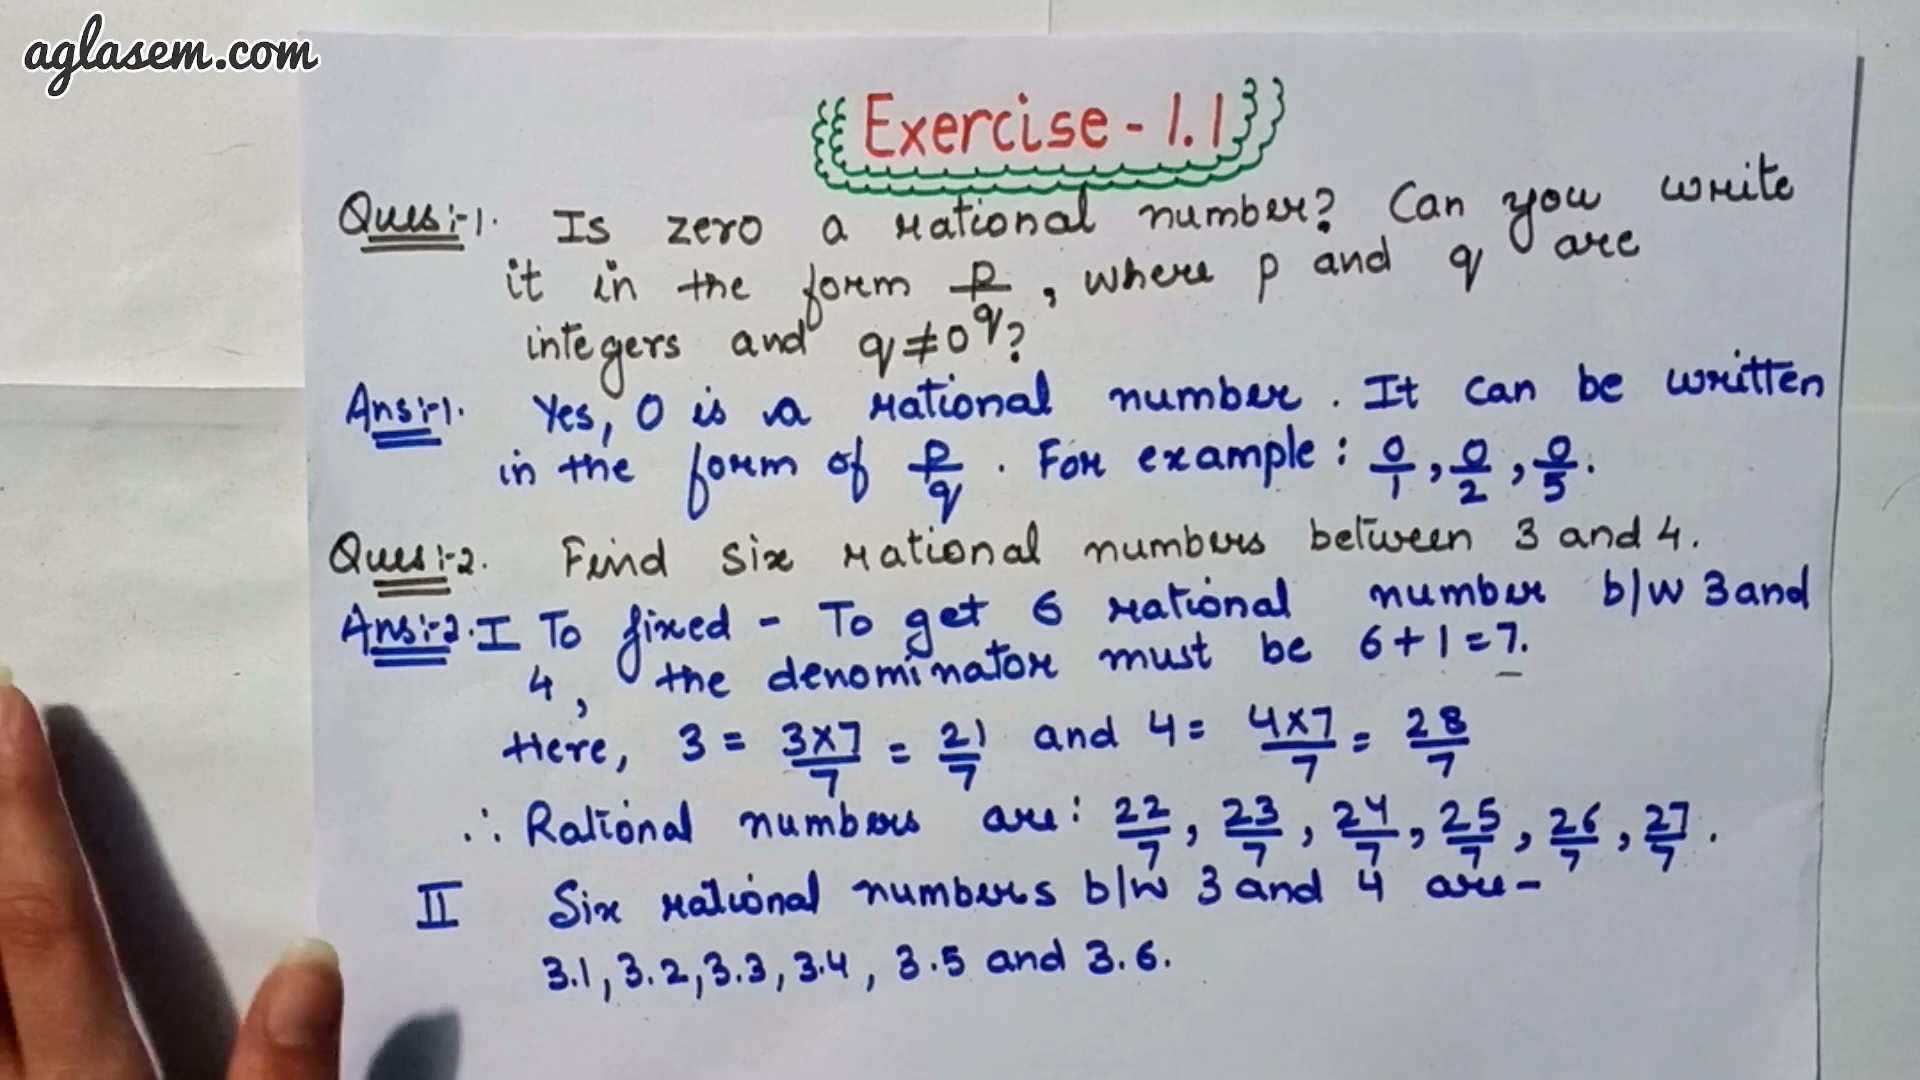 aglasem.com
Exercise - 1.1
Ques:-1. Is zero a rational number? Can you write
it in the form p/q, where p and q are
integers and q≠0?
Ans:-1. Yes, 0 is a rational number. It can be written
in the form of p/q. For example: 0/1, 0/2, 0/5.
Ques:-2. Find six rational numbers between 3 and 4.
Ans:-2. I To fixed - To get 6 rational number b/w 3 and
4, the denominator must be 6+1=7.
Here, 3 = 3×7/7 = 21/7 and 4 = 4×7/7 = 28/7
∴ Rational numbers are: 22/7, 23/7, 24/7, 25/7, 26/7, 27/7.
II Six rational numbers b/w 3 and 4 are-
3.1, 3.2, 3.3, 3.4, 3.5 and 3.6.